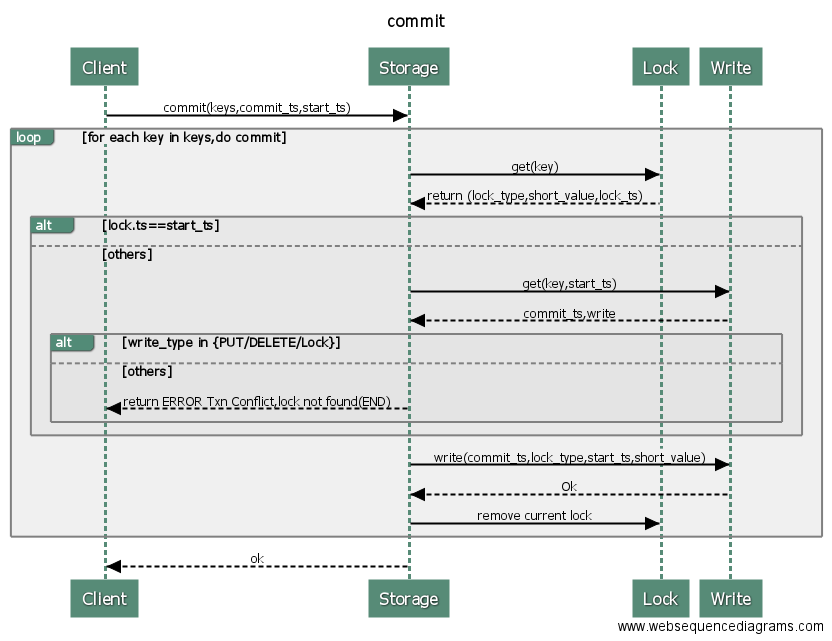 commit
Client
Storage
Lock
Write
commit(keys,commit_ts,start_ts)
loop
[for each key in keys,do commit]
get(key)
return (lock_type,short_value,lock_ts)
alt
[lock.ts==start_ts]
[others]
get(key,start_ts)
commit_ts,write
alt
[write_type in {PUT/DELETE/Lock}]
[others]
return ERROR Txn Conflict,lock not found(END)
write(commit_ts,lock_type,start_ts,short_value)
Ok
remove current lock
ok
Client
Storage
Lock
Write
www.websequencediagrams.com